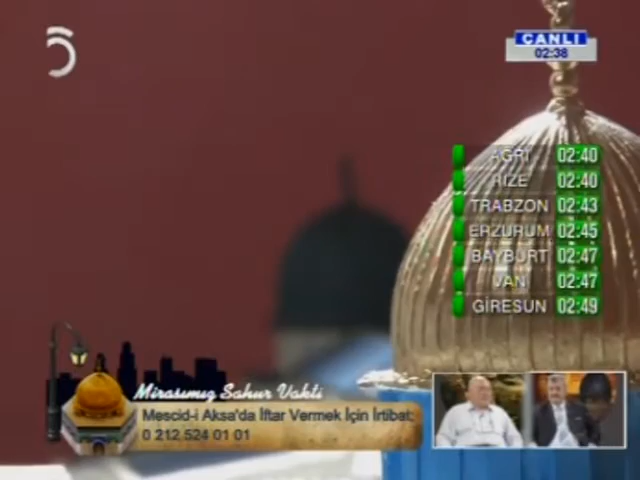 CANLI
02:38
AĞRI 02:40
RİZE 02:40
TRABZON 02:43
ERZURUM 02:45
BAYBURT 02:47
VAN 02:47
GİRESUN 02:49
Mirasımız Sahur Vakti
Mescid-i Aksa'da İftar Vermek İçin İrtibat;
0 212 524 01 01